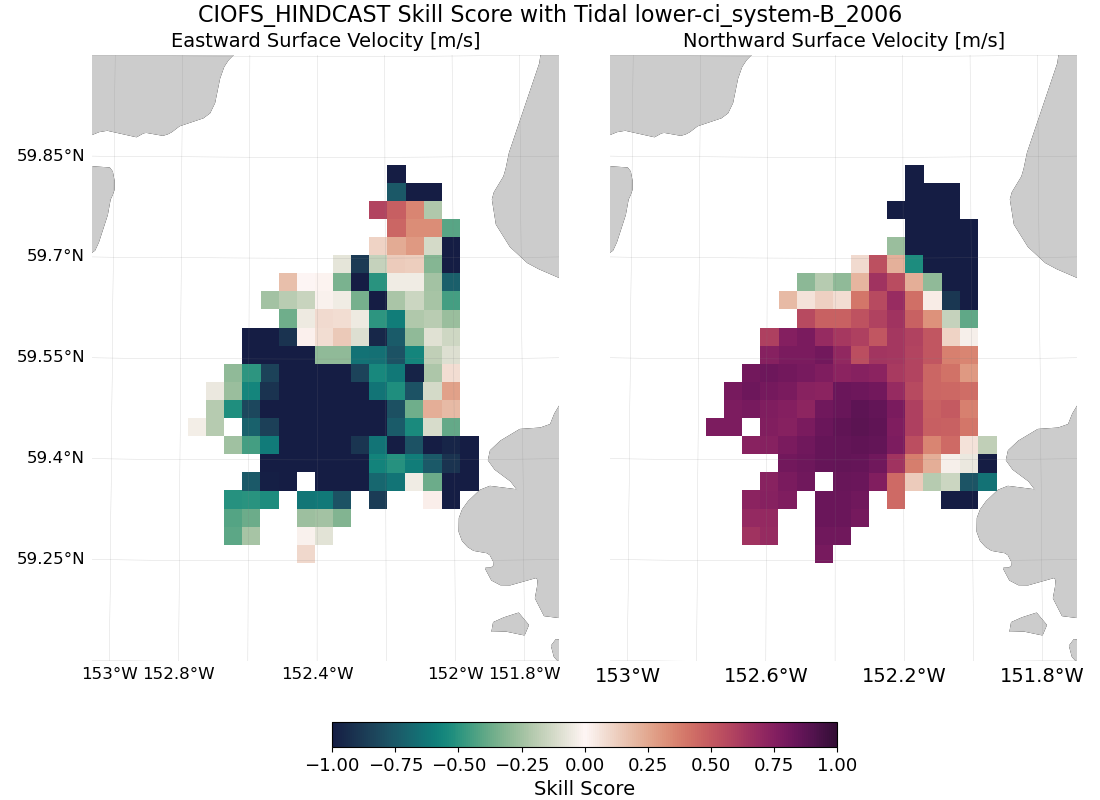 CIOFS_HINDCAST Skill Score with Tidal lower-ci_system-B_2006
Eastward Surface Velocity [m/s]
Northward Surface Velocity [m/s]
59.85°N
59.7°N
59.55°N
59.4°N
59.25°N
153°W 152.8°W 152.4°W 152°W 151.8°W
153°W 152.6°W 152.2°W 151.8°W
−1.00 −0.75 −0.50 −0.25 0.00 0.25 0.50 0.75 1.00
Skill Score